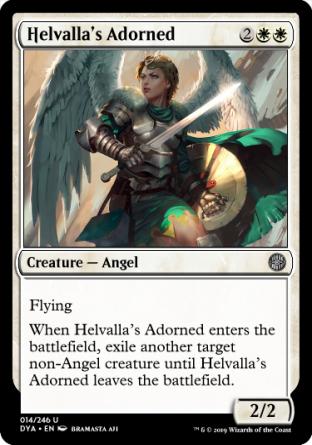 Helvalla's Adorned 2
Creature — Angel
Flying
When Helvalla's Adorned enters the
battlefield, exile another target
non-Angel creature until Helvalla's
Adorned leaves the battlefield.
2/2
014/246 U
DYA • EN BRAMASTA AJI
™ & © 2019 Wizards of the Coast